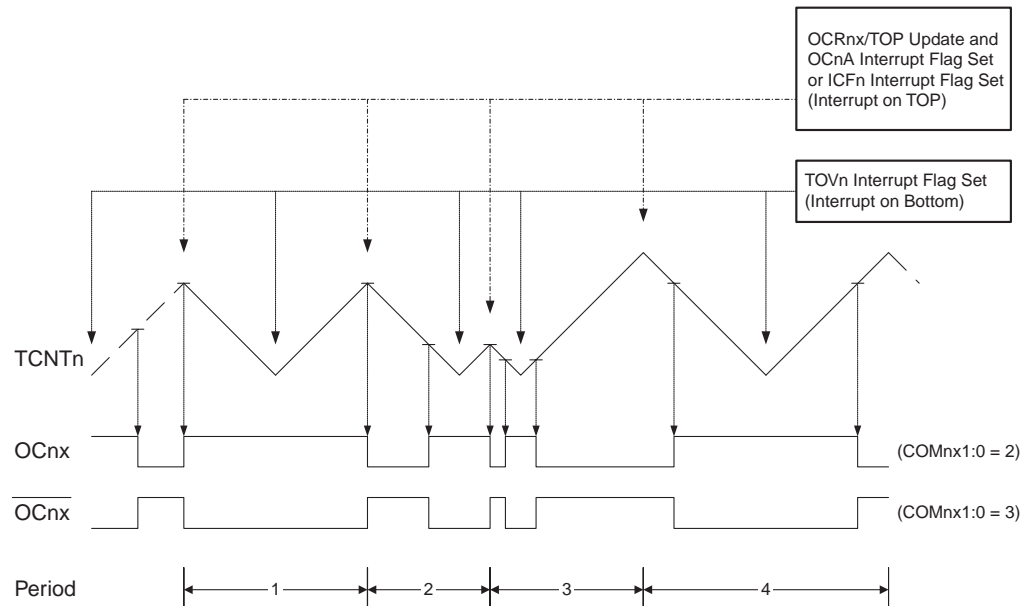 OCRnx/TOP Update and
OCnA Interrupt Flag Set
or ICFn Interrupt Flag Set
(Interrupt on TOP)
TOVn Interrupt Flag Set
(Interrupt on Bottom)
TCNTn
OCnx
(COMnx1:0 = 2)
OCnx
(COMnx1:0 = 3)
Period
1
2
3
4